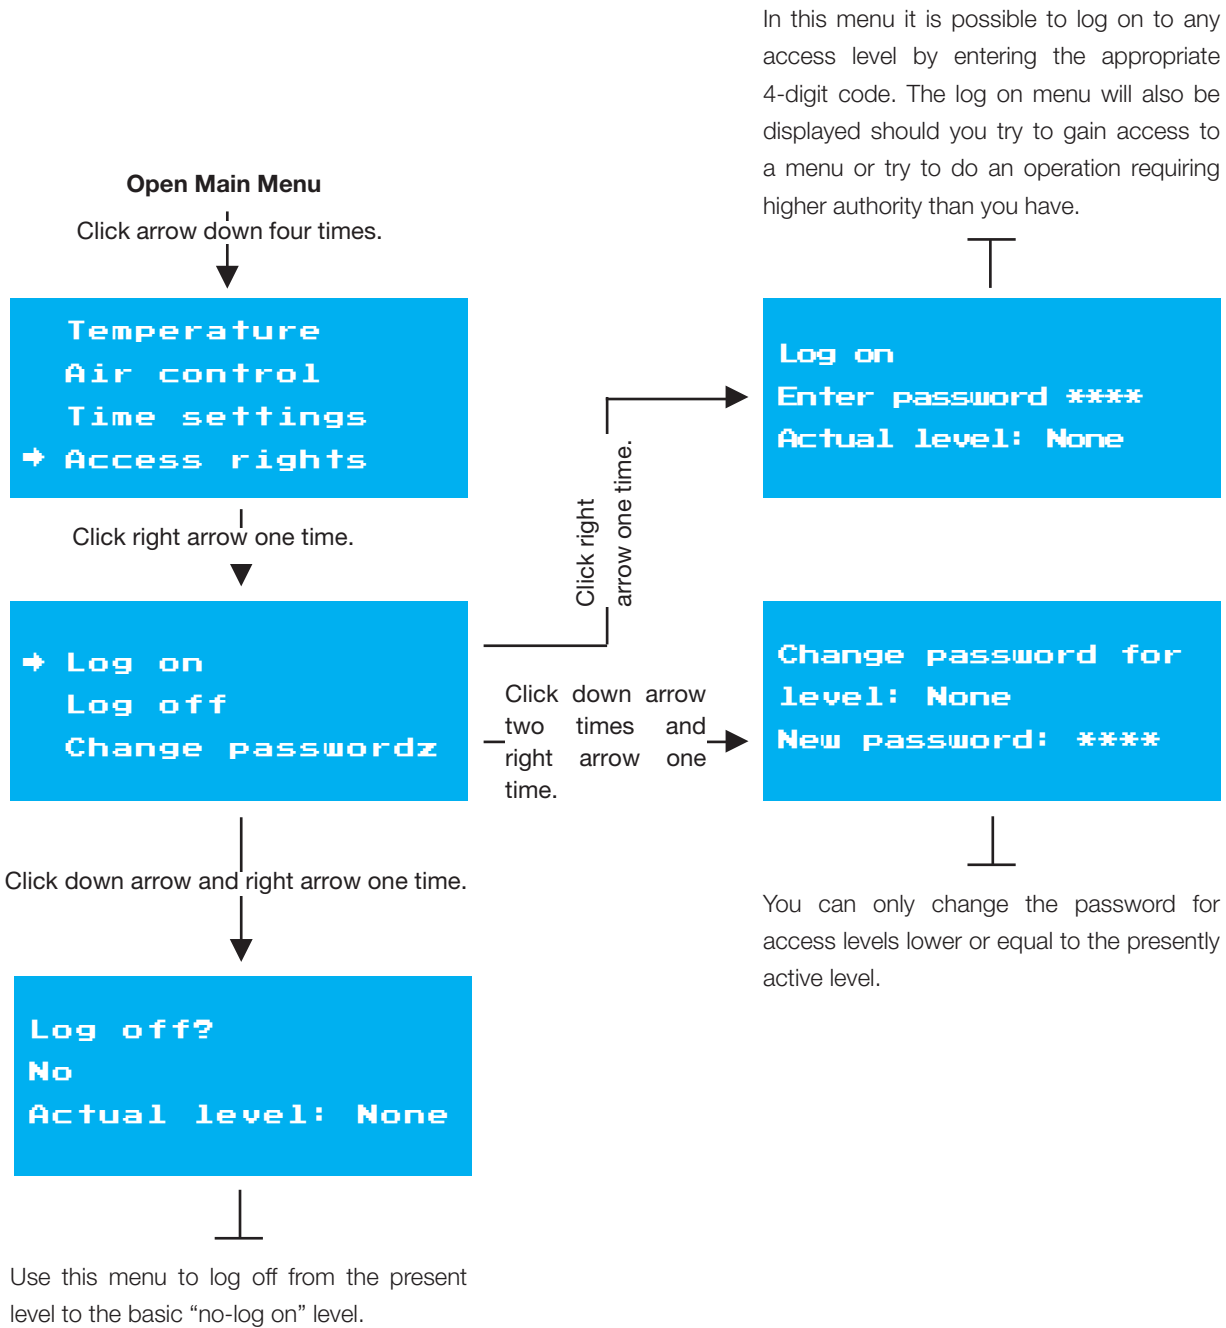 In this menu it is possible to log on to any
access level by entering the appropriate
4-digit code. The log on menu will also be
displayed should you try to gain access to
a menu or try to do an operation requiring
higher authority than you have.
Open Main Menu
Click arrow down four times.
Temperature
Air control
Time settings
Access rights
Click right arrow one time.
Log on
Enter password ****
Actual level: None
Click right
arrow one time.
Log on
Log off
Change passwordz
Click down arrow
two times and
right arrow one
time.
Change password for
level: None
New password: ****
You can only change the password for
access levels lower or equal to the presently
active level.
Click down arrow and right arrow one time.
Log off?
No
Actual level: None
Use this menu to log off from the present
level to the basic “no-log on” level.